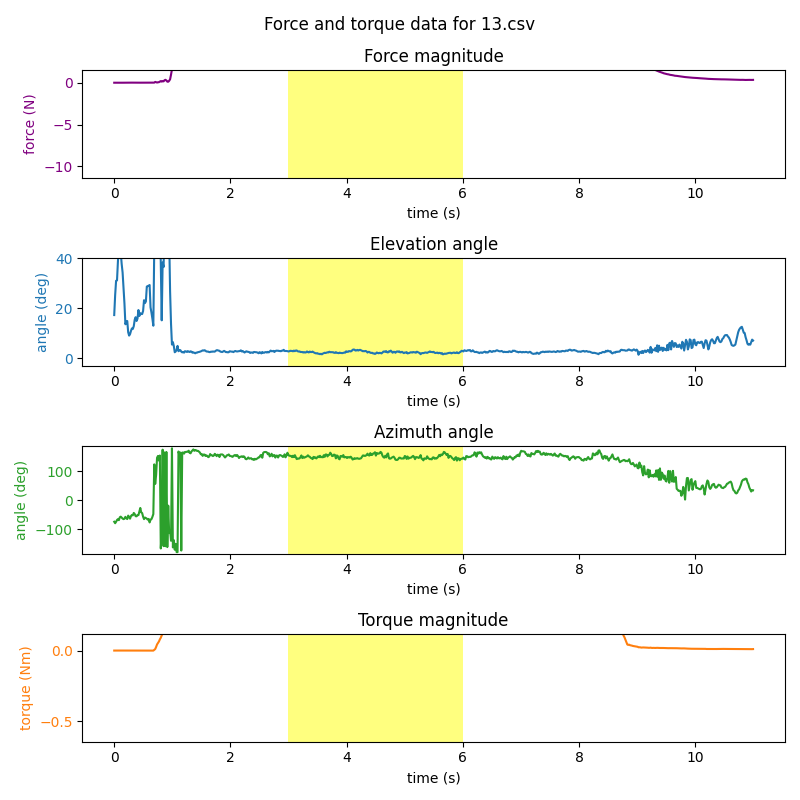 Force and torque data for 13.csv
Force magnitude
0
−5
−10
force (N)
0 2 4 6 8 10
time (s)
Elevation angle
40
20
0
angle (deg)
0 2 4 6 8 10
time (s)
Azimuth angle
100
0
−100
angle (deg)
0 2 4 6 8 10
time (s)
Torque magnitude
0.0
−0.5
torque (Nm)
0 2 4 6 8 10
time (s)